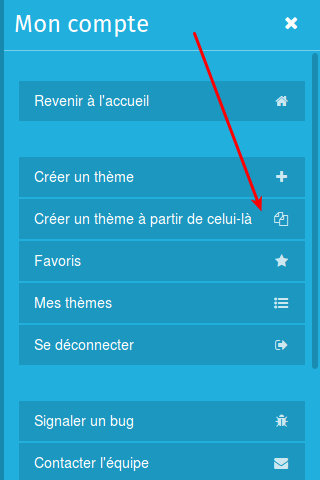 Mon compte
Revenir à l'accueil
Créer un thème
Créer un thème à partir de celui-là
Favoris
Mes thèmes
Se déconnecter
Signaler un bug
Contacter l'équipe